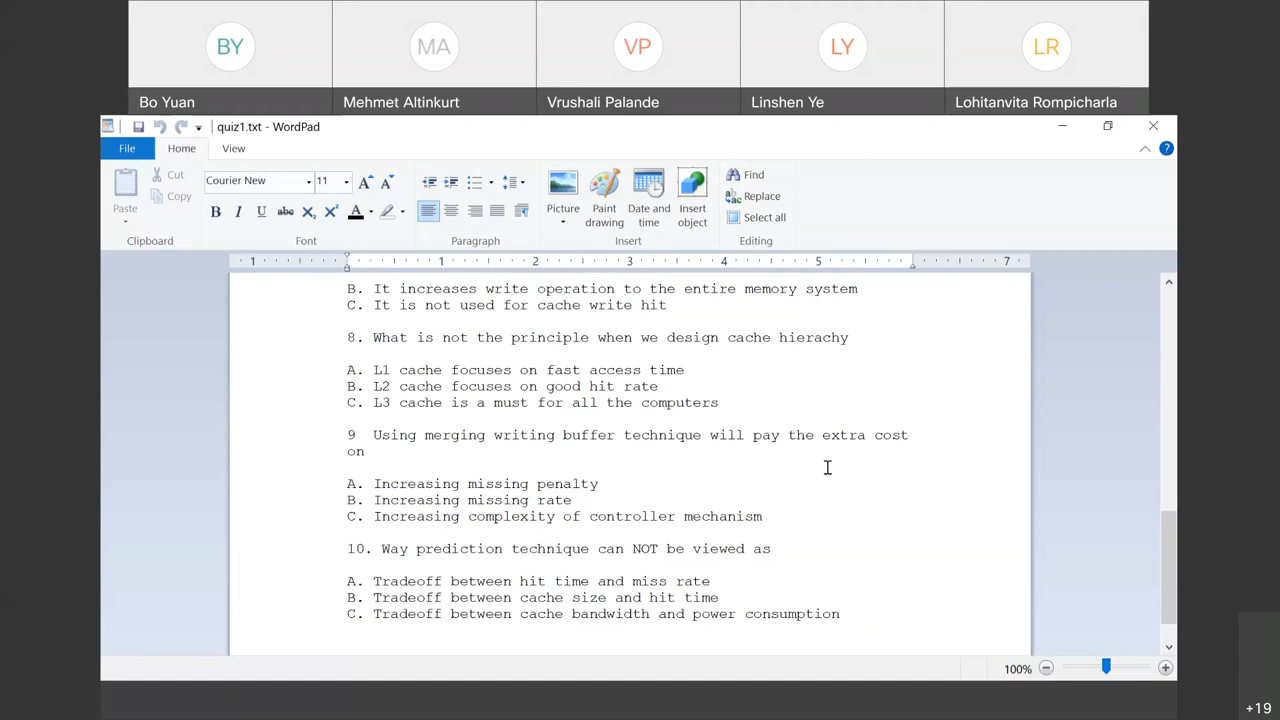 BY
MA
VP
LY
LR
Bo Yuan
Mehmet Altinkurt
Vrushali Palande
Linshen Ye
Lohitanvita Rompicharla
quiz1.txt - WordPad
File
Home
View
Paste
Cut
Copy
Clipboard
Courier New
11
Font
Paragraph
Picture
Paint drawing
Date and time
Insert object
Insert
Find
Replace
Select all
Editing
1 1 2 3 4 5 7
B. It increases write operation to the entire memory system
C. It is not used for cache write hit
8. What is not the principle when we design cache hierachy
A. L1 cache focuses on fast access time
B. L2 cache focuses on good hit rate
C. L3 cache is a must for all the computers
9 Using merging writing buffer technique will pay the extra cost
on
A. Increasing missing penalty
B. Increasing missing rate
C. Increasing complexity of controller mechanism
10. Way prediction technique can NOT be viewed as
A. Tradeoff between hit time and miss rate
B. Tradeoff between cache size and hit time
C. Tradeoff between cache bandwidth and power consumption
100%
+19